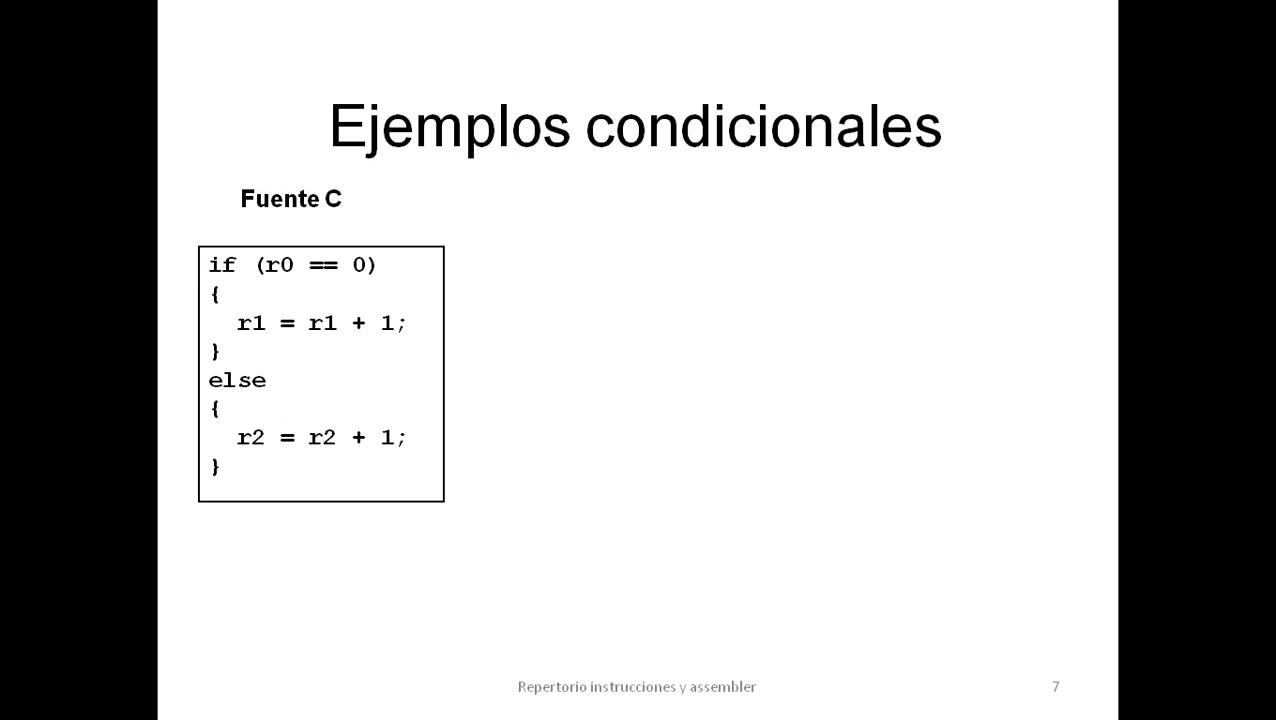 Ejemplos condicionales
Fuente C
if (r0 == 0)
{
  r1 = r1 + 1;
}
else
{
  r2 = r2 + 1;
}
Repertorio instrucciones y assembler
7